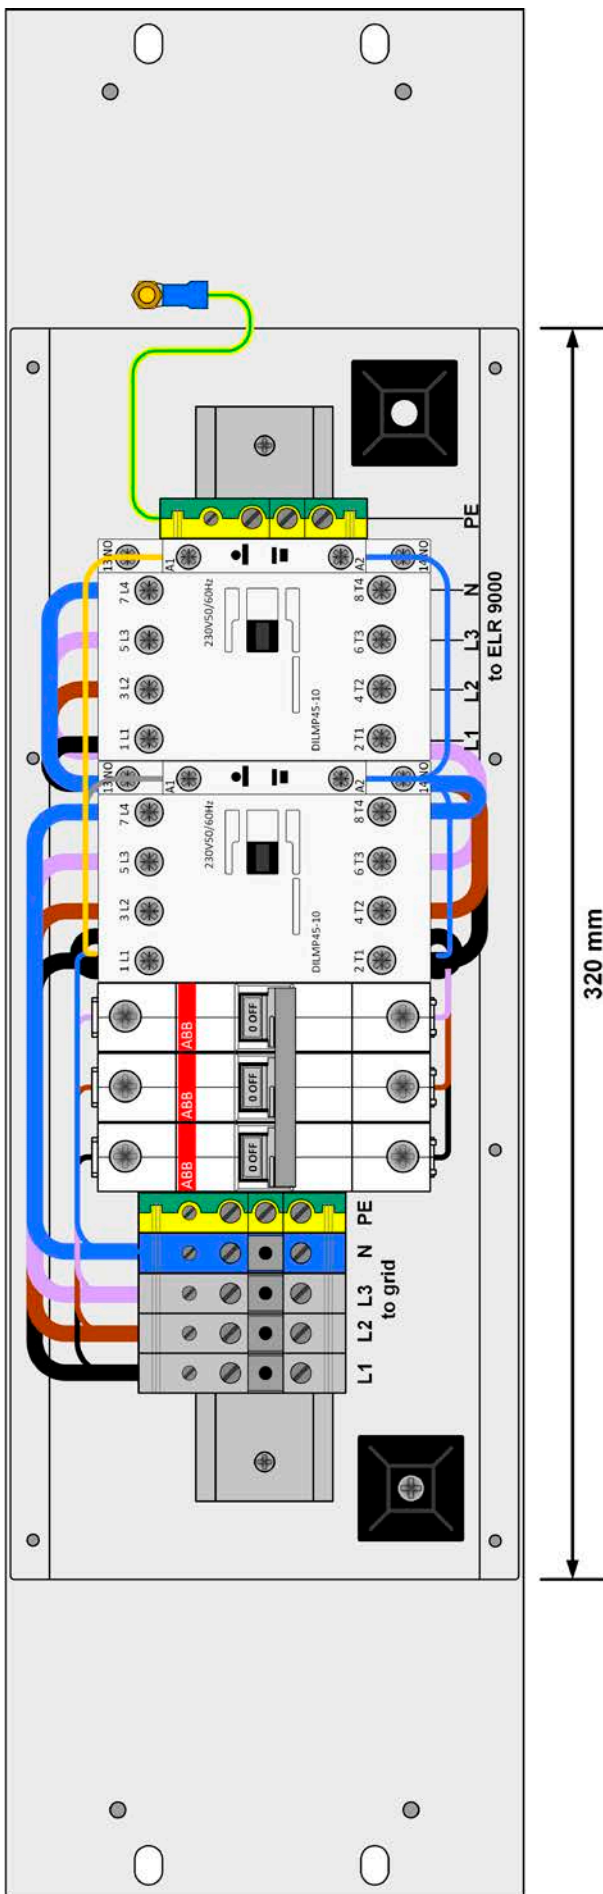 PE
13 NO
A1
A2
14 NO
7 L4
8 T4
N
5 L3
230V50/60Hz
6 T3
L3
3 L2
4 T2
L2
1 L1
DILMP45-10
2 T1
L1
to ELR 9000
13 NO
A1
A2
14 NO
7 L4
8 T4
5 L3
230V50/60Hz
6 T3
3 L2
4 T2
1 L1
DILMP45-10
2 T1
ABB
0 OFF
ABB
0 OFF
ABB
0 OFF
PE
N
L3
L2
L1
to grid
320 mm